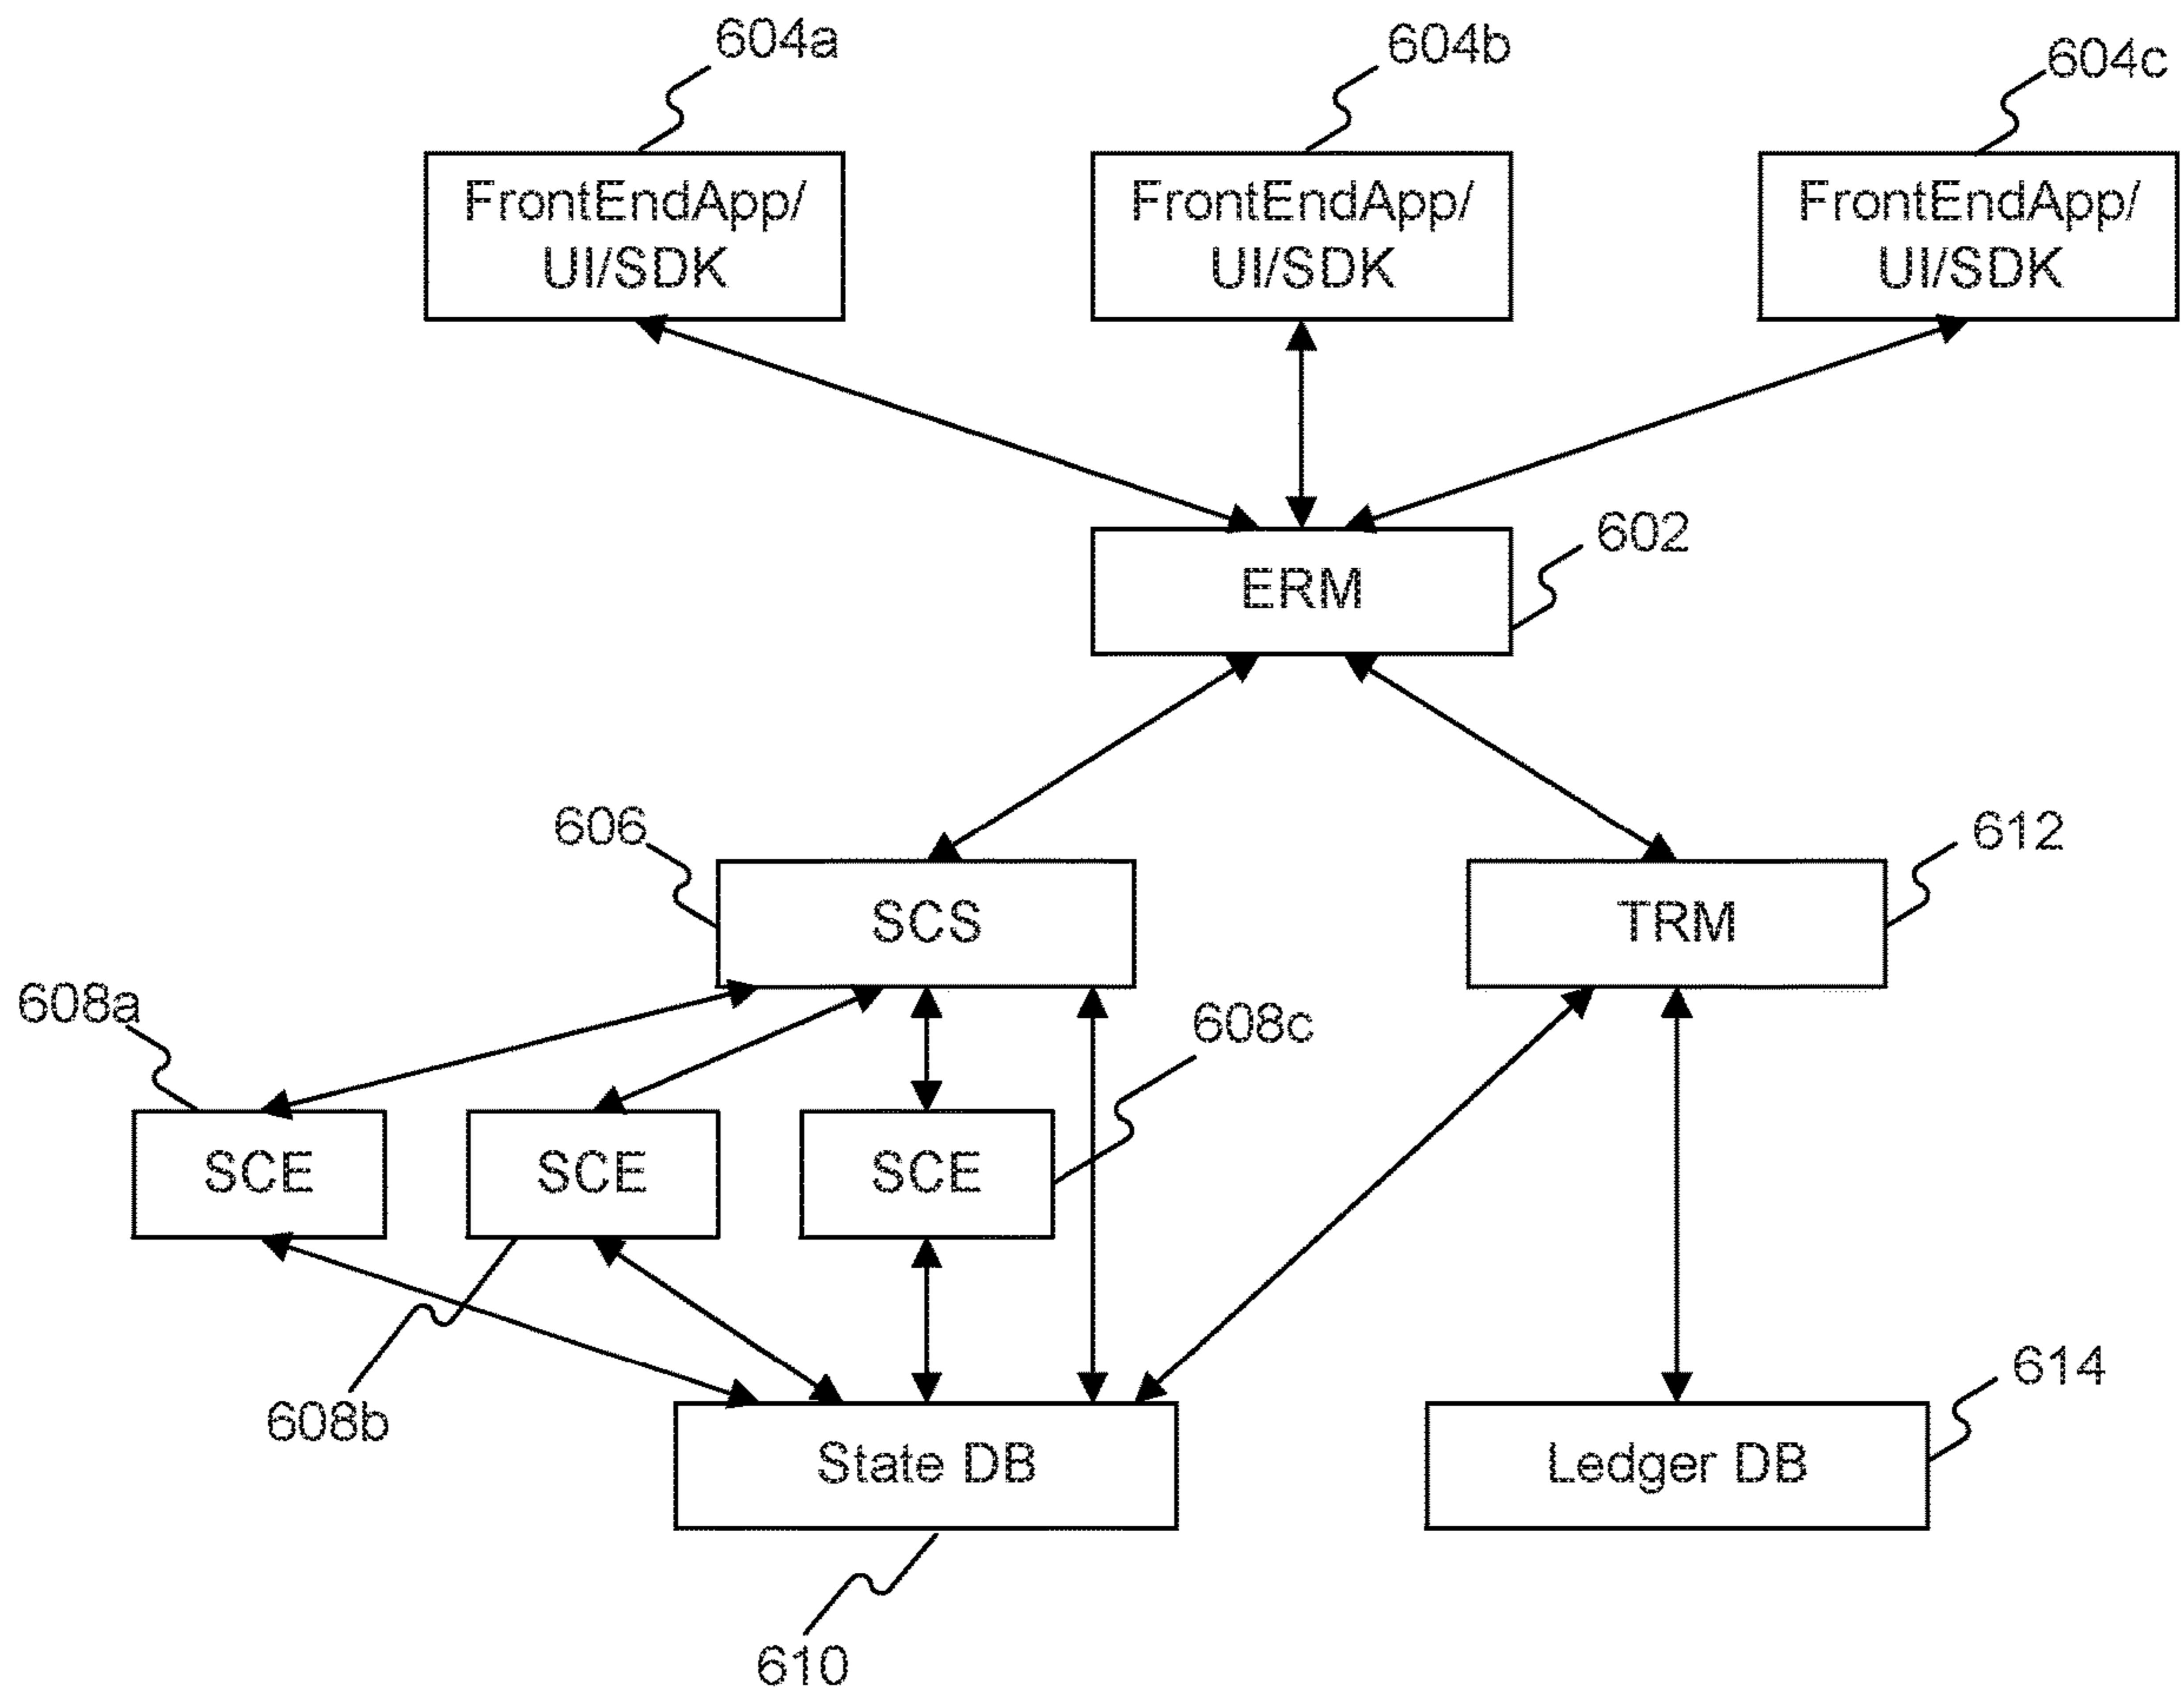 604a
604b
604c
FrontEndApp/
UI/SDK
FrontEndApp/
UI/SDK
FrontEndApp/
UI/SDK
602
ERM
606
612
SCS
TRM
608a
608c
SCE
SCE
SCE
614
608b
State DB
Ledger DB
610